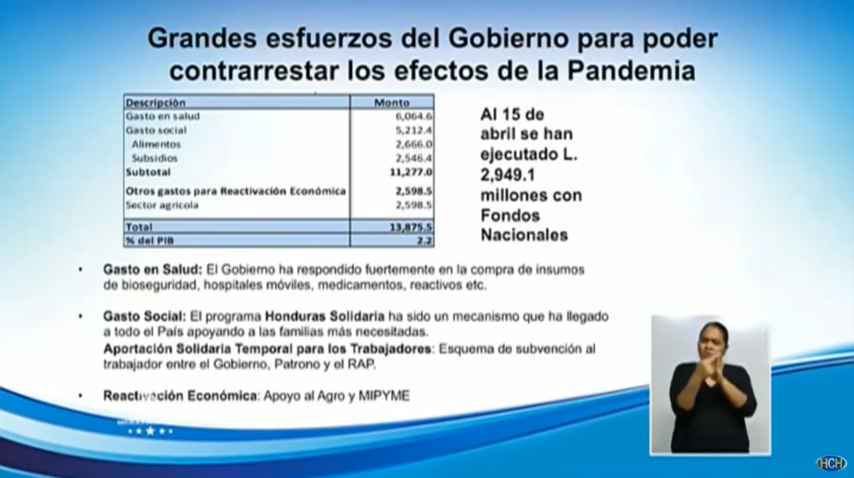 Grandes esfuerzos del Gobierno para poder
contrarrestar los efectos de la Pandemia
Descripción Monto
Gasto en salud 6,064.6
Gasto social 5,212.4
Alimentos 2,666.0
Subsidios 2,546.4
Subtotal 11,277.0
Otros gastos para Reactivación Económica 2,598.5
Sector agrícola 2,598.5
Total 13,875.5
% del PIB 2.2
Al 15 de
abril se han
ejecutado L.
2,949.1
millones con
Fondos
Nacionales
• Gasto en Salud: El Gobierno ha respondido fuertemente en la compra de insumos
de bioseguridad, hospitales móviles, medicamentos, reactivos etc.
• Gasto Social: El programa Honduras Solidaria ha sido un mecanismo que ha llegado
a todo el País apoyando a las familias más necesitadas.
Aportación Solidaria Temporal para los Trabajadores: Esquema de subvención al
trabajador entre el Gobierno, Patrono y el RAP.
• Reactivación Económica: Apoyo al Agro y MIPYME
HCH